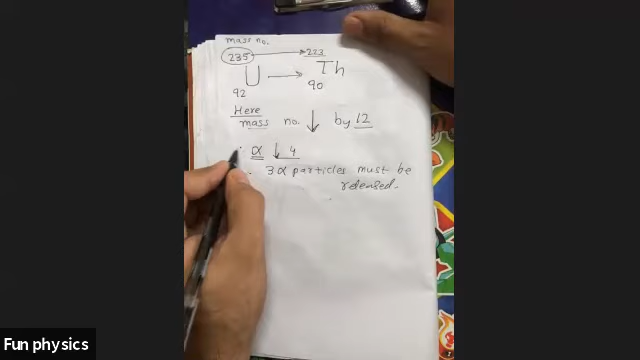 mass no.
235 → 223
U → Th
92 90
Here
mass no. ↓ by 12
α ↓ 4
3α particles must be
released.
Fun physics